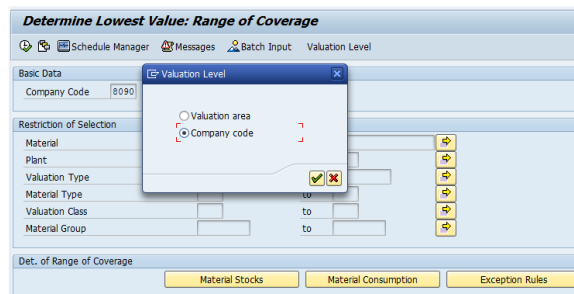 Determine Lowest Value: Range of Coverage
Schedule Manager Messages Batch Input Valuation Level
Basic Data
Company Code 8090
Valuation Level
Valuation area
Company code
Restriction of Selection
Material
Plant
Valuation Type
Material Type to
Valuation Class to
Material Group to
Det. of Range of Coverage
Material Stocks Material Consumption Exception Rules